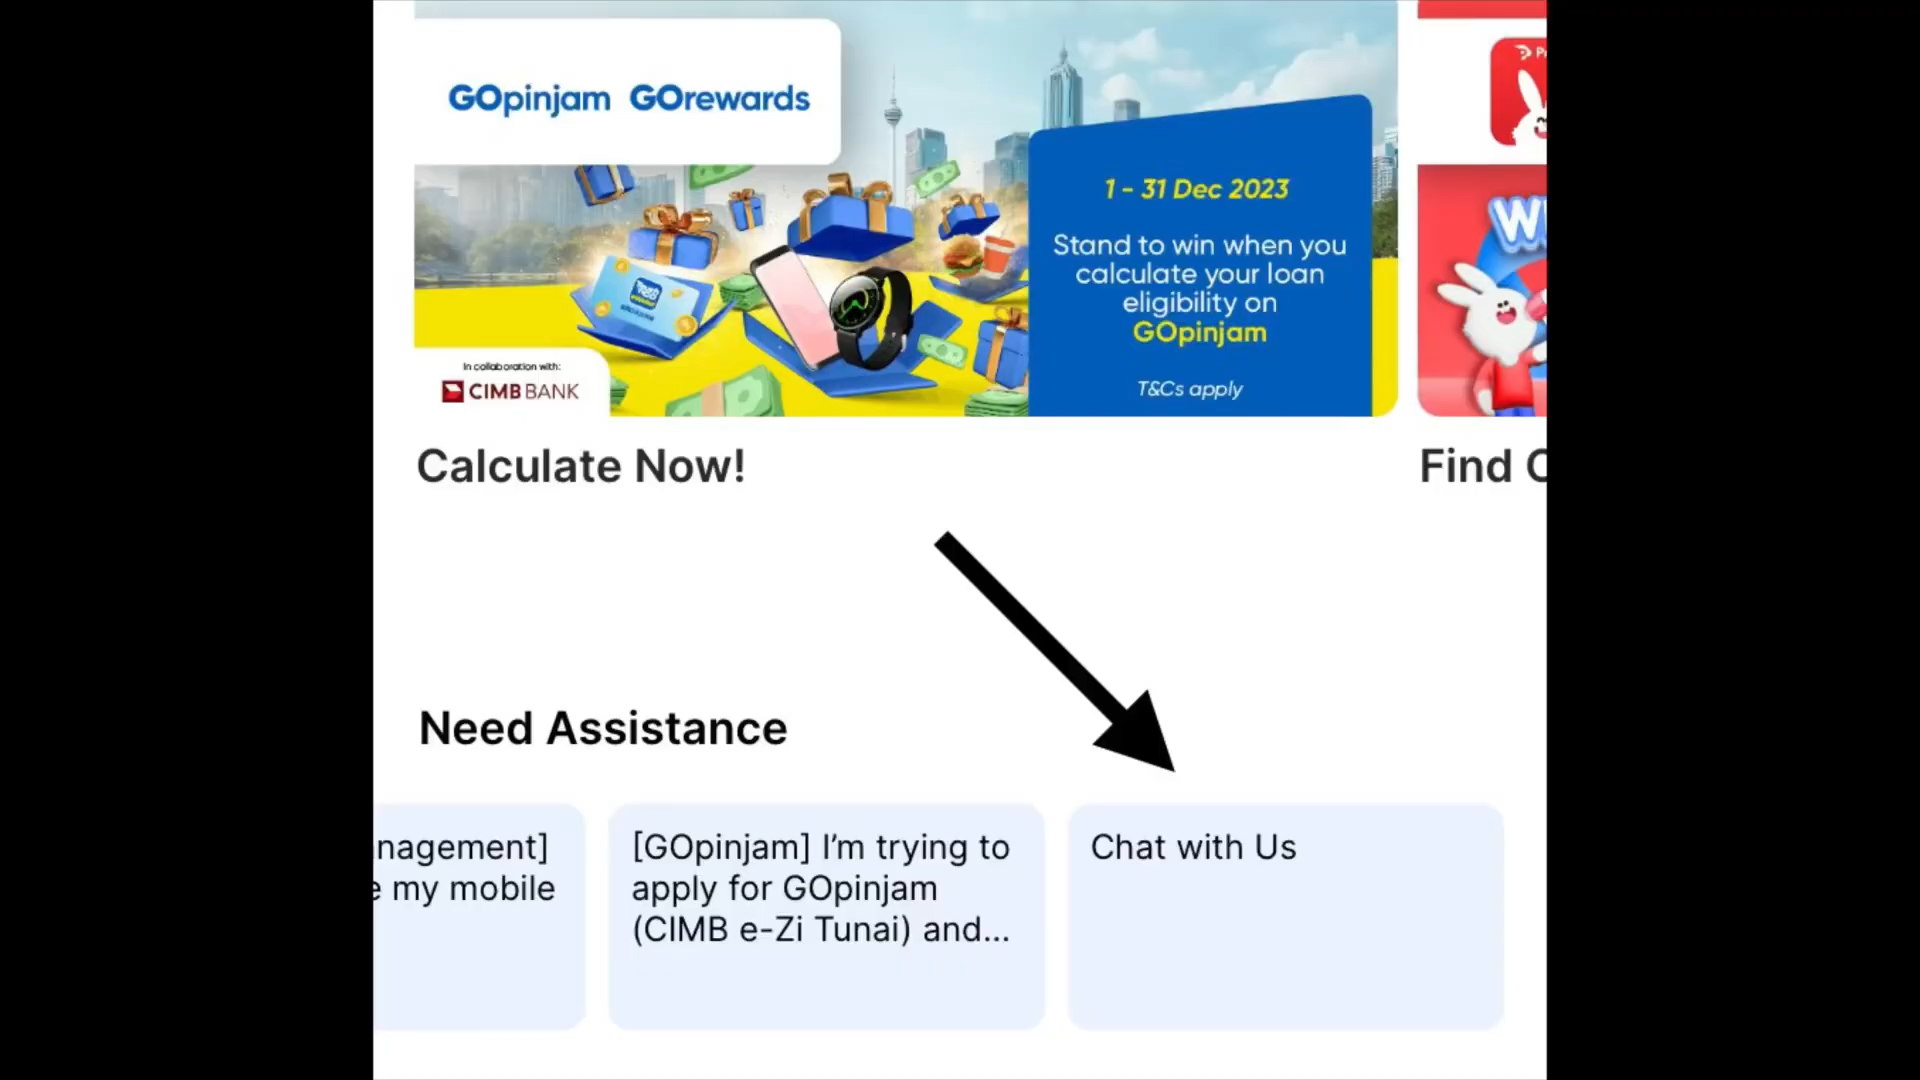 GOpinjam GOrewards
1 - 31 Dec 2023
Stand to win when you
calculate your loan
eligibility on
GOpinjam
T&Cs apply
In collaboration with:
CIMB BANK
Calculate Now!
Find
Need Assistance
my mobile
[GOpinjam] I’m trying to
apply for GOpinjam
(CIMB e-Zi Tunai) and...
Chat with Us